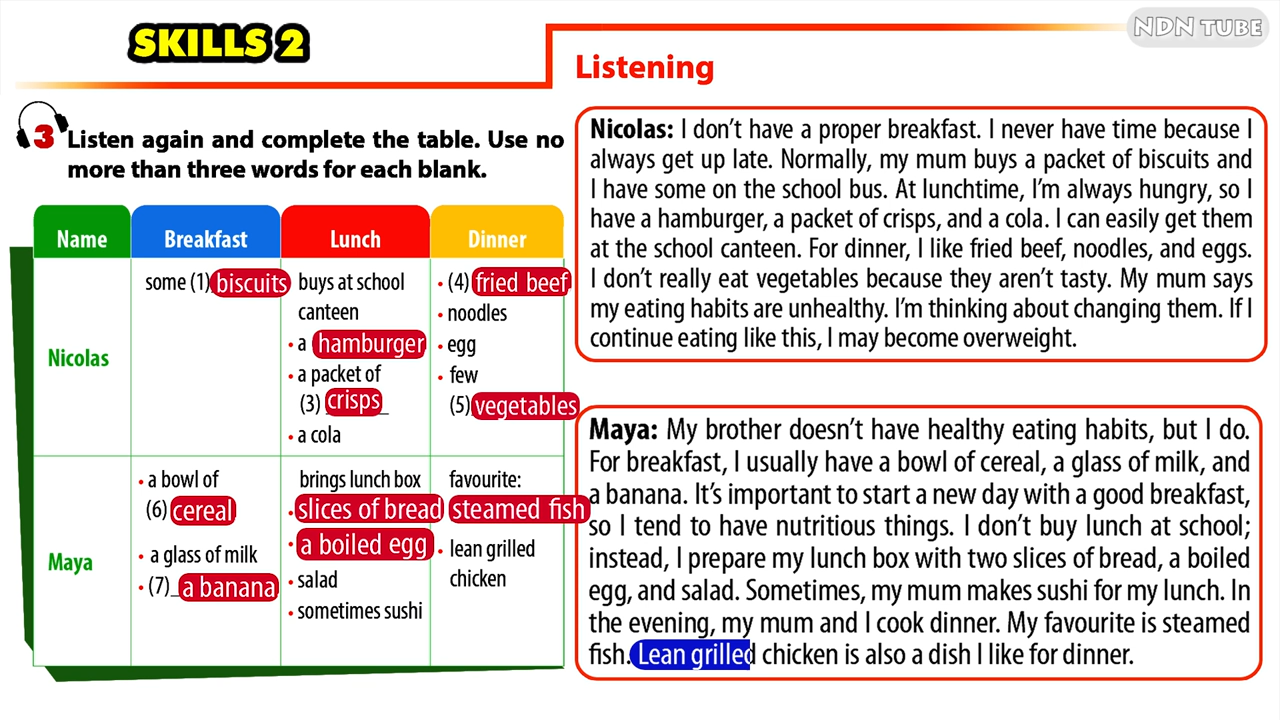 SKILLS 2
NDN TUBE
Listening
3 Listen again and complete the table. Use no
more than three words for each blank.
Name Breakfast Lunch Dinner
Nicolas
some (1) biscuits
buys at school
canteen
• a hamburger
• a packet of
(3) crisps_
• a cola
• (4) fried beef
• noodles
• egg
• few
(5) vegetables
Maya
• a bowl of
(6) cereal
• a glass of milk
• (7)_a banana
brings lunch box
• slices of bread
• a boiled egg
• salad
• sometimes sushi
favourite:
steamed fish
• lean grilled
chicken
Nicolas: I don't have a proper breakfast. I never have time because I
always get up late. Normally, my mum buys a packet of biscuits and
I have some on the school bus. At lunchtime, I'm always hungry, so I
have a hamburger, a packet of crisps, and a cola. I can easily get them
at the school canteen. For dinner, I like fried beef, noodles, and eggs.
I don't really eat vegetables because they aren't tasty. My mum says
my eating habits are unhealthy. I'm thinking about changing them. If I
continue eating like this, I may become overweight.
Maya: My brother doesn't have healthy eating habits, but I do.
For breakfast, I usually have a bowl of cereal, a glass of milk, and
a banana. It's important to start a new day with a good breakfast,
so I tend to have nutritious things. I don't buy lunch at school;
instead, I prepare my lunch box with two slices of bread, a boiled
egg, and salad. Sometimes, my mum makes sushi for my lunch. In
the evening, my mum and I cook dinner. My favourite is steamed
fish. Lean grilled chicken is also a dish I like for dinner.